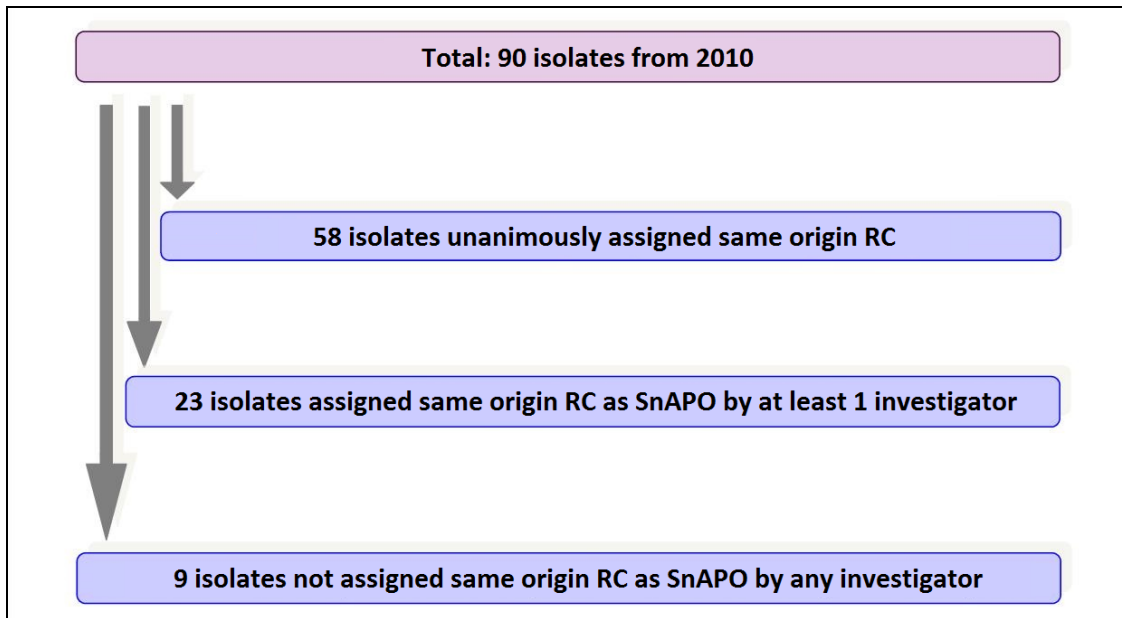 Total: 90 isolates from 2010
58 isolates unanimously assigned same origin RC
23 isolates assigned same origin RC as SnAPO by at least 1 investigator
9 isolates not assigned same origin RC as SnAPO by any investigator